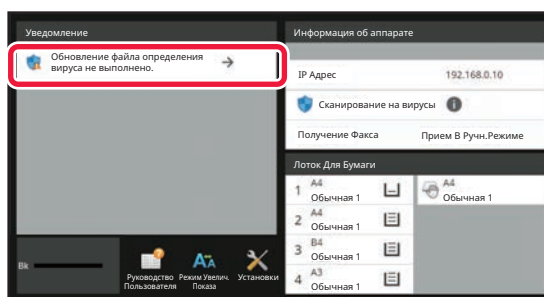 Уведомление
Обновление файла определения
вируса не выполнено.
Информация об аппарате
IP Адрес 192.168.0.10
Сканирование на вирусы
Получение Факса Прием В Ручн.Режиме
Лоток Для Бумаги
1 A4
Обычная 1
A4
Обычная 1
2 A4
Обычная 1
3 B4
Обычная 1
4 A3
Обычная 1
Bk
Руководство
Пользователя
Режим Увелич.
Показа
Установки